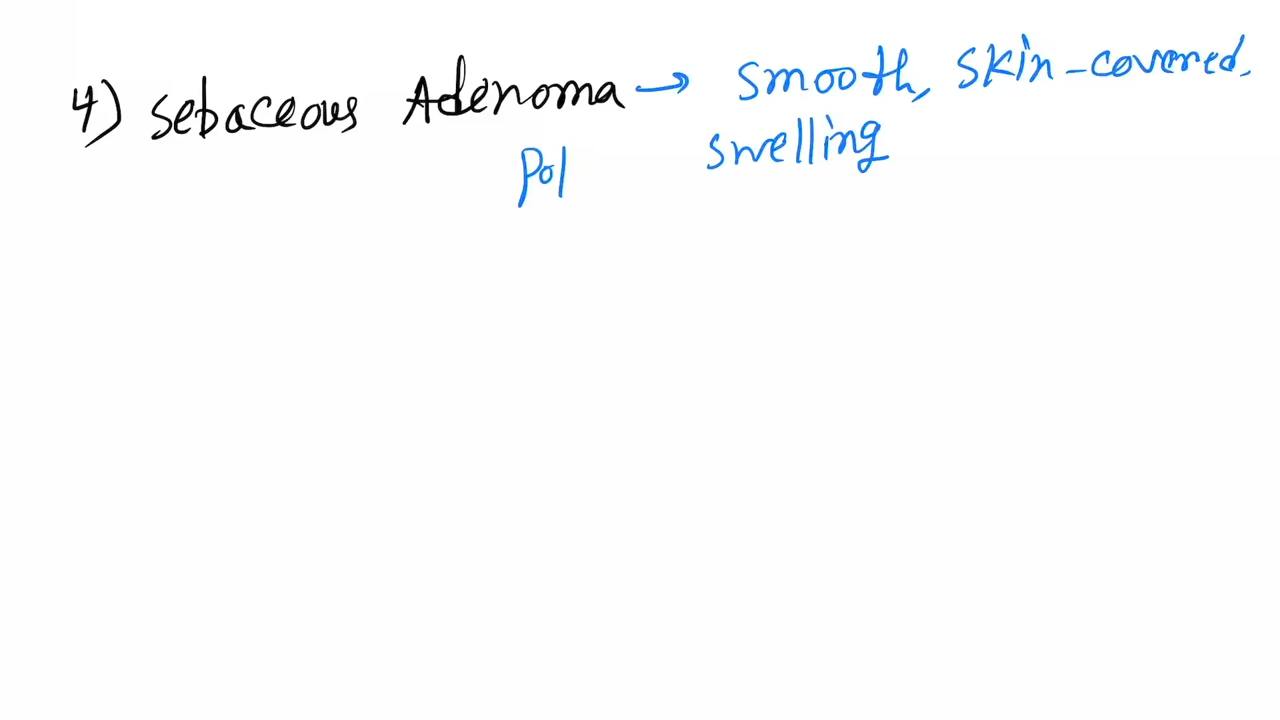 4) sebaceous Adenoma → smooth, skin-covered,
swelling
Pol